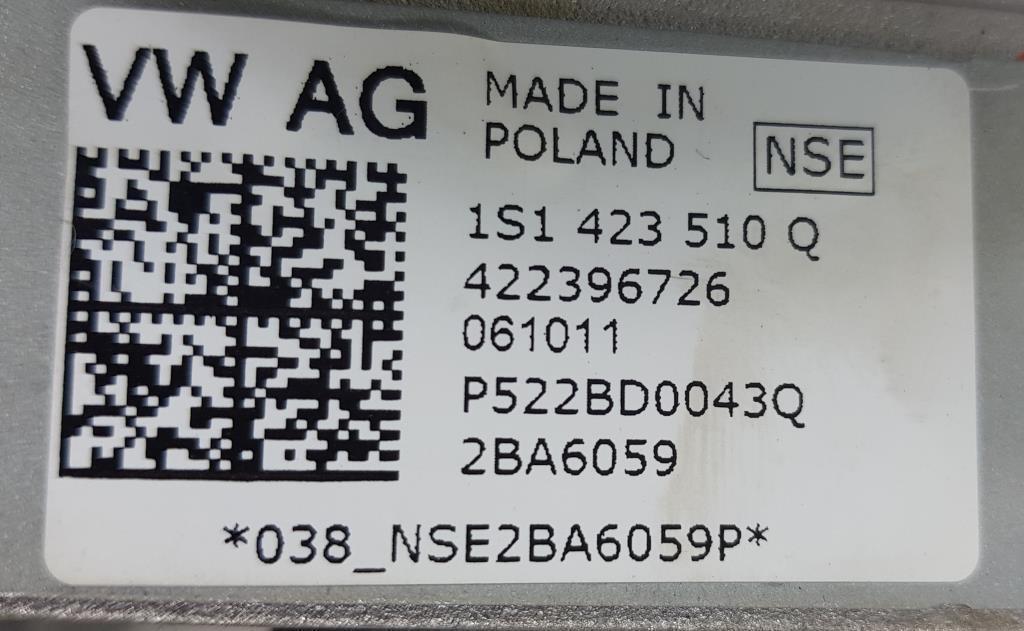 VW AG
MADE IN
POLAND
NSE
1S1 423 510 Q
422396726
061011
P522BD0043Q
2BA6059
*038_NSE2BA6059P*